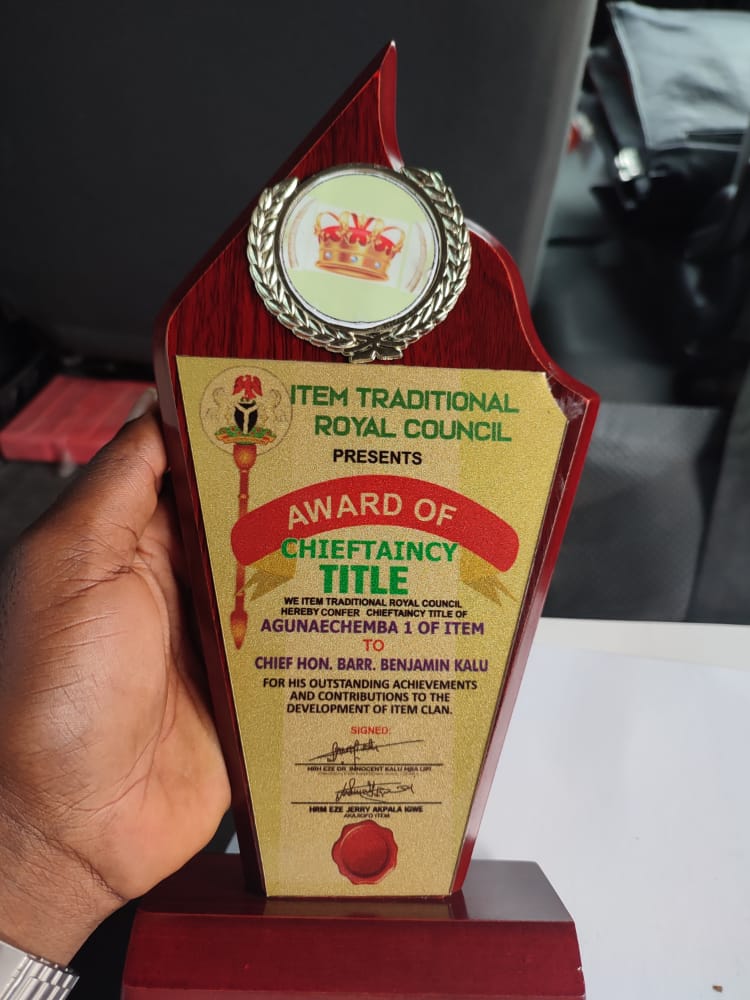 ITEM TRADITIONAL
ROYAL COUNCIL
PRESENTS
AWARD OF
CHIEFTAINCY
TITLE
WE ITEM TRADITIONAL ROYAL COUNCIL
HEREBY CONFER CHIEFTAINCY TITLE OF
AGUNAECHEMBA 1 OF ITEM
TO
CHIEF HON. BARR. BENJAMIN KALU
FOR HIS OUTSTANDING ACHIEVEMENTS
AND CONTRIBUTIONS TO THE
DEVELOPMENT OF ITEM CLAN.
SIGNED:
HRH EZE DR. INNOCENT KALU
HRM EZE JERRY AKPALA IGWE
ITEM